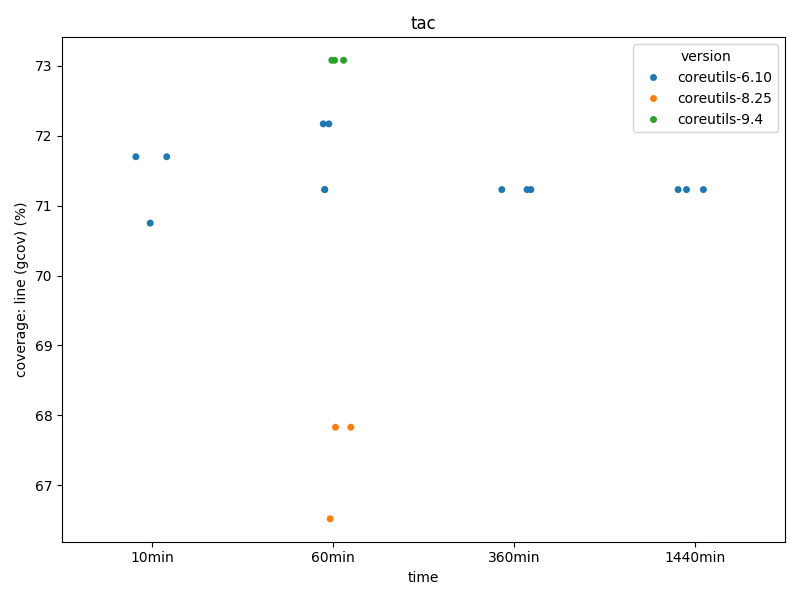 tac
version
coreutils-6.10
coreutils-8.25
coreutils-9.4
73
72
71
70
69
68
67
coverage: line (gcov) (%)
10min
60min
360min
1440min
time